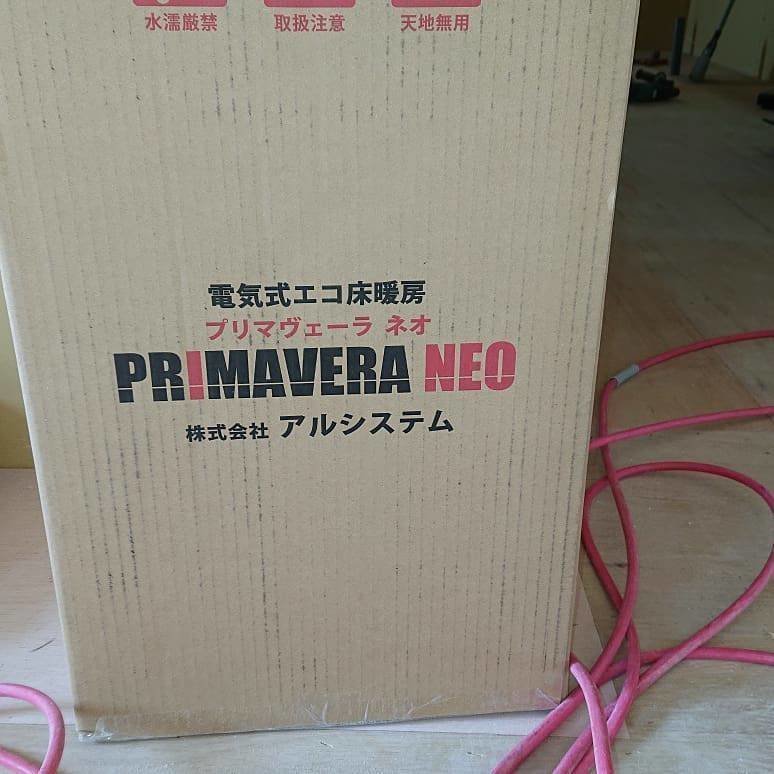 水濡厳禁 取扱注意 天地無用
電気式エコ床暖房
プリマヴェーラ ネオ
PRIMAVERA NEO
株式会社 アルシステム